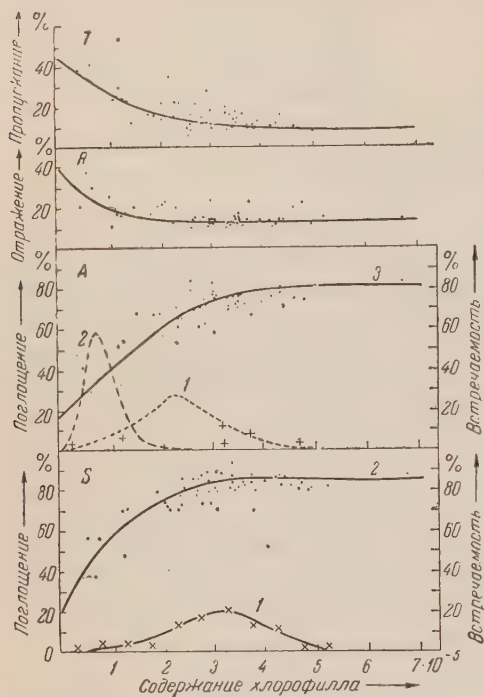 %
T
40
20
Пропускание
%
R
40
20
Отражение
%
A
3
80
60
2
40
1
20
Поглощение
%
80
60
40
20
Встречаемость
%
S
2
80
60
40
20
0
Поглощение
1
%
80
60
40
20
-5
Встречаемость
1 2 3 4 5 6 7·10
Содержание хлорофилла